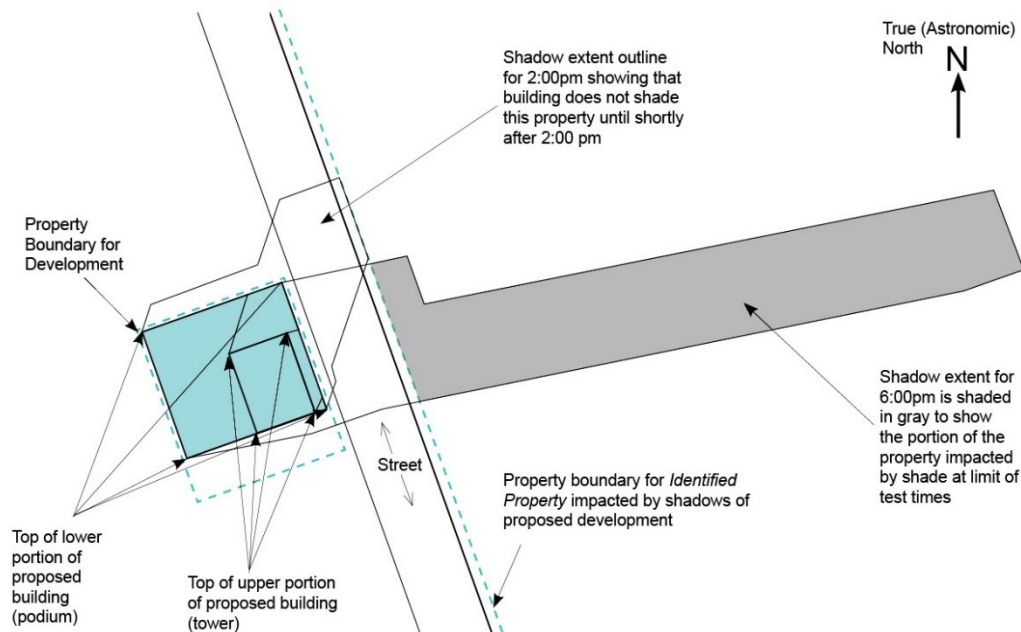 True (Astronomic)
North
N
Shadow extent outline
for 2:00pm showing that
building does not shade
this property until shortly
after 2:00 pm
Property
Boundary for
Development
Shadow extent for
6:00pm is shaded
in gray to show
the portion of the
property impacted
by shade at limit of
test times
Street
Property boundary for Identified
Property impacted by shadows of
proposed development
Top of lower
portion of
proposed
building
(podium)
Top of upper portion
of proposed building
(tower)